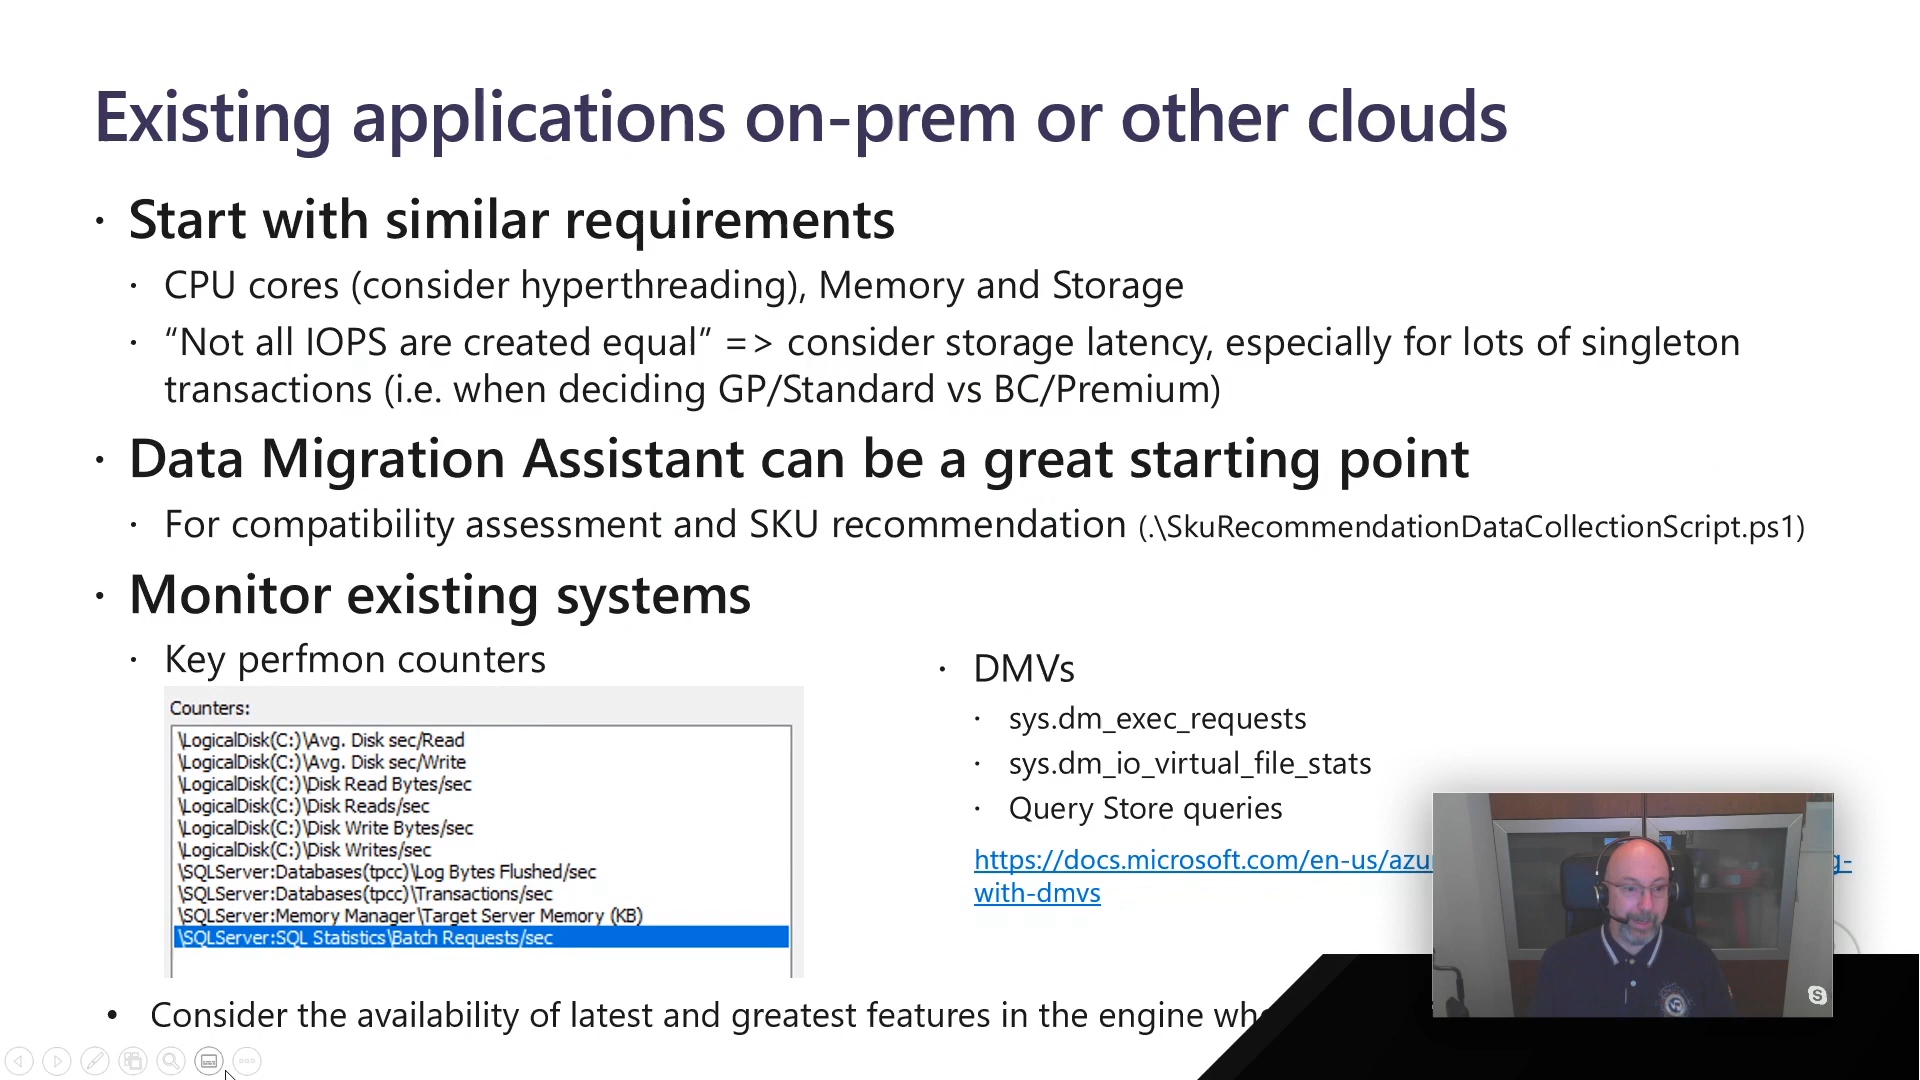 Existing applications on-prem or other clouds
· Start with similar requirements
· CPU cores (consider hyperthreading), Memory and Storage
· “Not all IOPS are created equal” => consider storage latency, especially for lots of singleton
transactions (i.e. when deciding GP/Standard vs BC/Premium)
· Data Migration Assistant can be a great starting point
· For compatibility assessment and SKU recommendation (.\SkuRecommendationDataCollectionScript.ps1)
· Monitor existing systems
· Key perfmon counters
Counters:
\LogicalDisk(C:)\Avg. Disk sec/Read
\LogicalDisk(C:)\Avg. Disk sec/Write
\LogicalDisk(C:)\Disk Read Bytes/sec
\LogicalDisk(C:)\Disk Reads/sec
\LogicalDisk(C:)\Disk Write Bytes/sec
\LogicalDisk(C:)\Disk Writes/sec
\SQLServer:Databases(tpcc)\Log Bytes Flushed/sec
\SQLServer:Databases(tpcc)\Transactions/sec
\SQLServer:Memory Manager\Target Server Memory (KB)
\SQLServer:SQL Statistics\Batch Requests/sec
· DMVs
· sys.dm_exec_requests
· sys.dm_io_virtual_file_stats
· Query Store queries
https://docs.microsoft.com/en-us/azu
with-dmvs
• Consider the availability of latest and greatest features in the engine